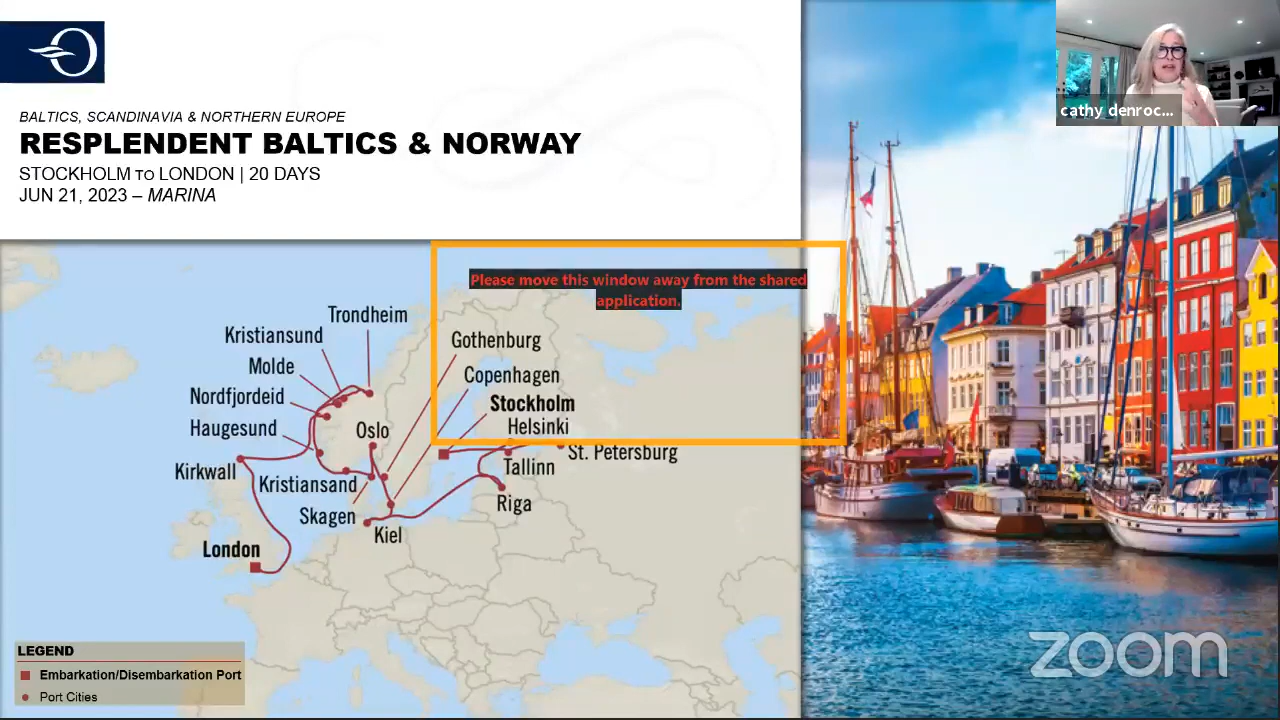 BALTICS, SCANDINAVIA & NORTHERN EUROPE
RESPLENDENT BALTICS & NORWAY
STOCKHOLM TO LONDON | 20 DAYS
JUN 21, 2023 – MARINA
cathy denroc...
Please move this window away from the shared
application.
Trondheim
Kristiansund
Gothenburg
Molde
Copenhagen
Nordfjordeid
Stockholm
Haugesund
Oslo
Helsinki
St. Petersburg
Kirkwall
Tallinn
Kristiansand
Riga
Skagen
Kiel
London
LEGEND
Embarkation/Disembarkation Port
Port Cities
zoom